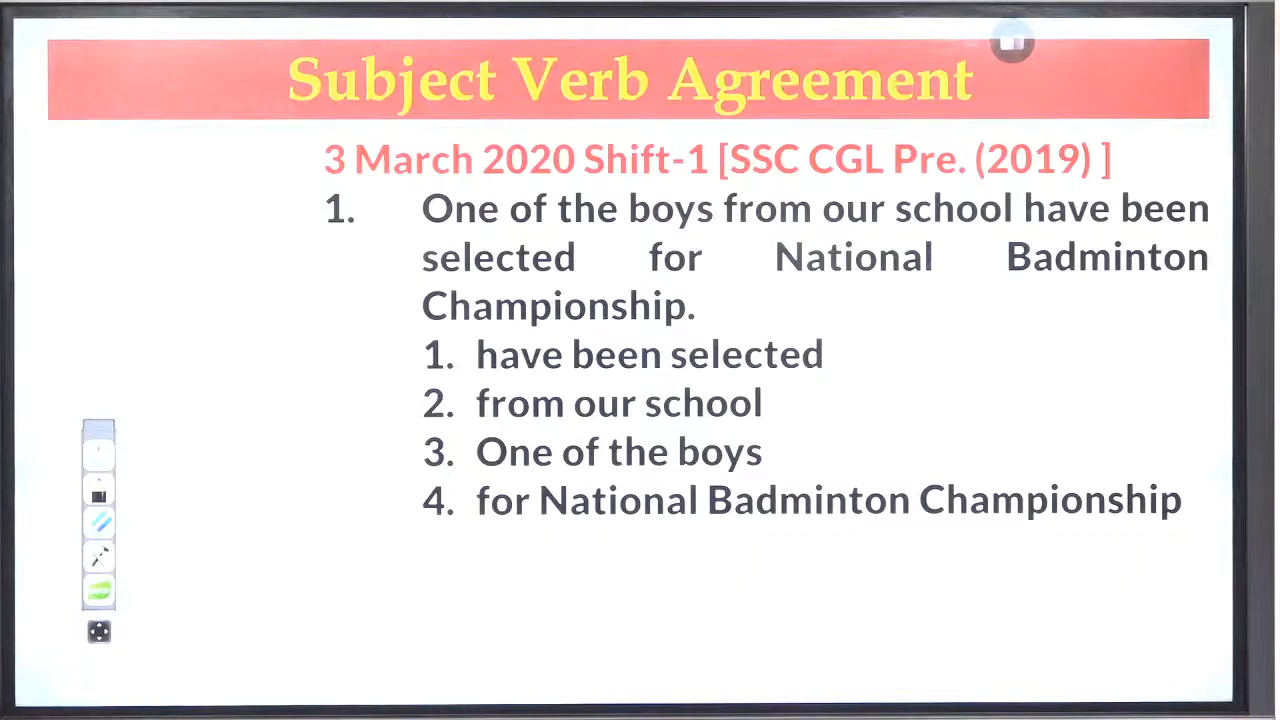 Subject Verb Agreement
3 March 2020 Shift-1 [SSC CGL Pre. (2019) ]
1. One of the boys from our school have been
selected for National Badminton
Championship.
1. have been selected
2. from our school
3. One of the boys
4. for National Badminton Championship